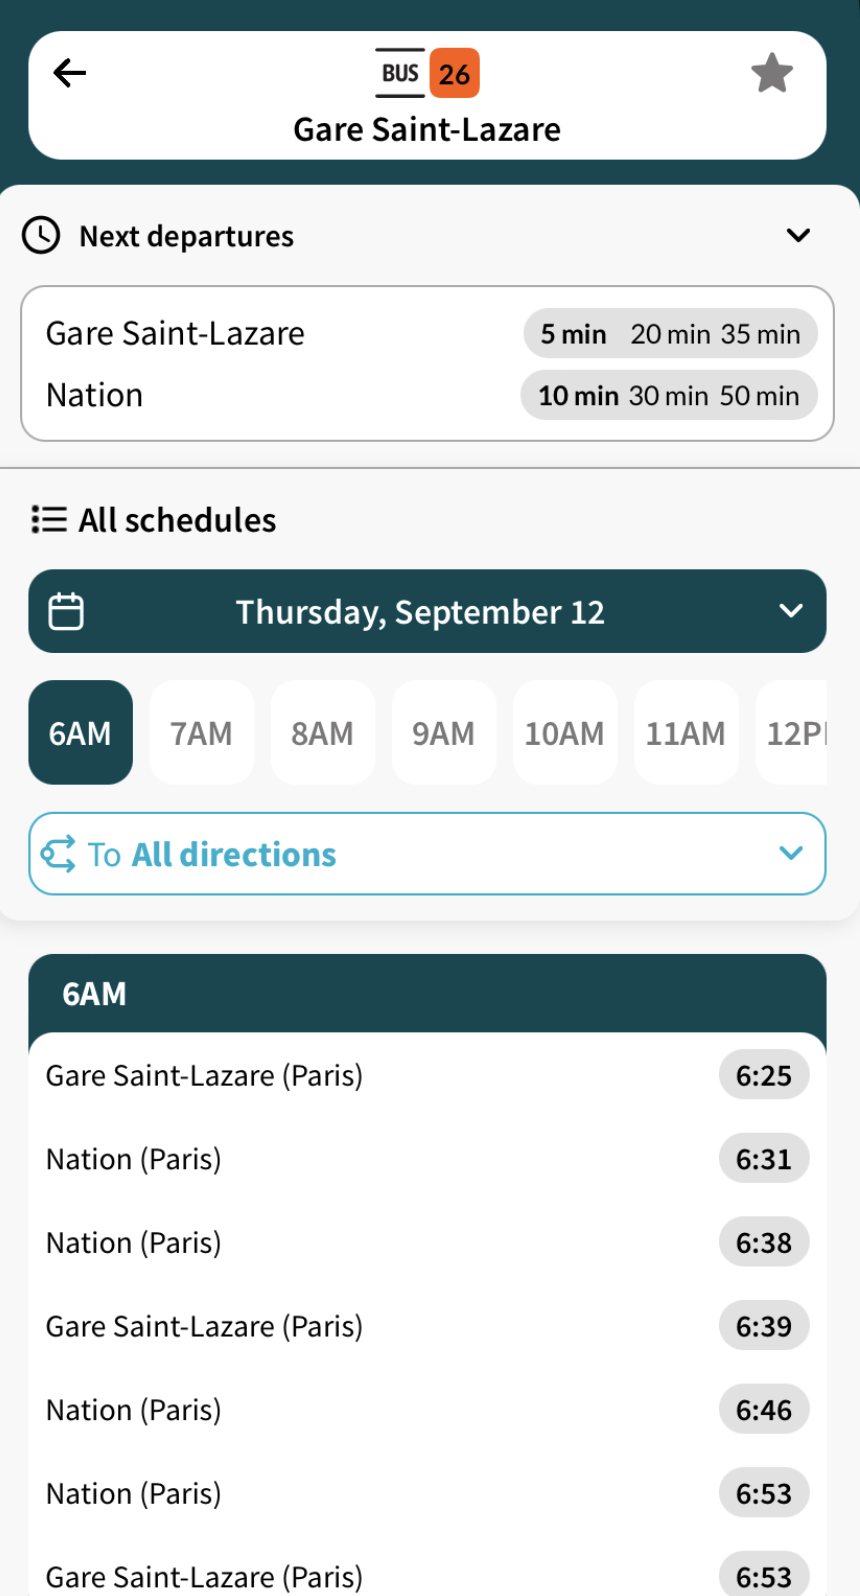 BUS 26
Gare Saint-Lazare
Next departures
Gare Saint-Lazare 5 min 20 min 35 min
Nation 10 min 30 min 50 min
All schedules
Thursday, September 12
6AM 7AM 8AM 9AM 10AM 11AM 12P
To All directions
6AM
Gare Saint-Lazare (Paris) 6:25
Nation (Paris) 6:31
Nation (Paris) 6:38
Gare Saint-Lazare (Paris) 6:39
Nation (Paris) 6:46
Nation (Paris) 6:53
Gare Saint-Lazare (Paris) 6:53